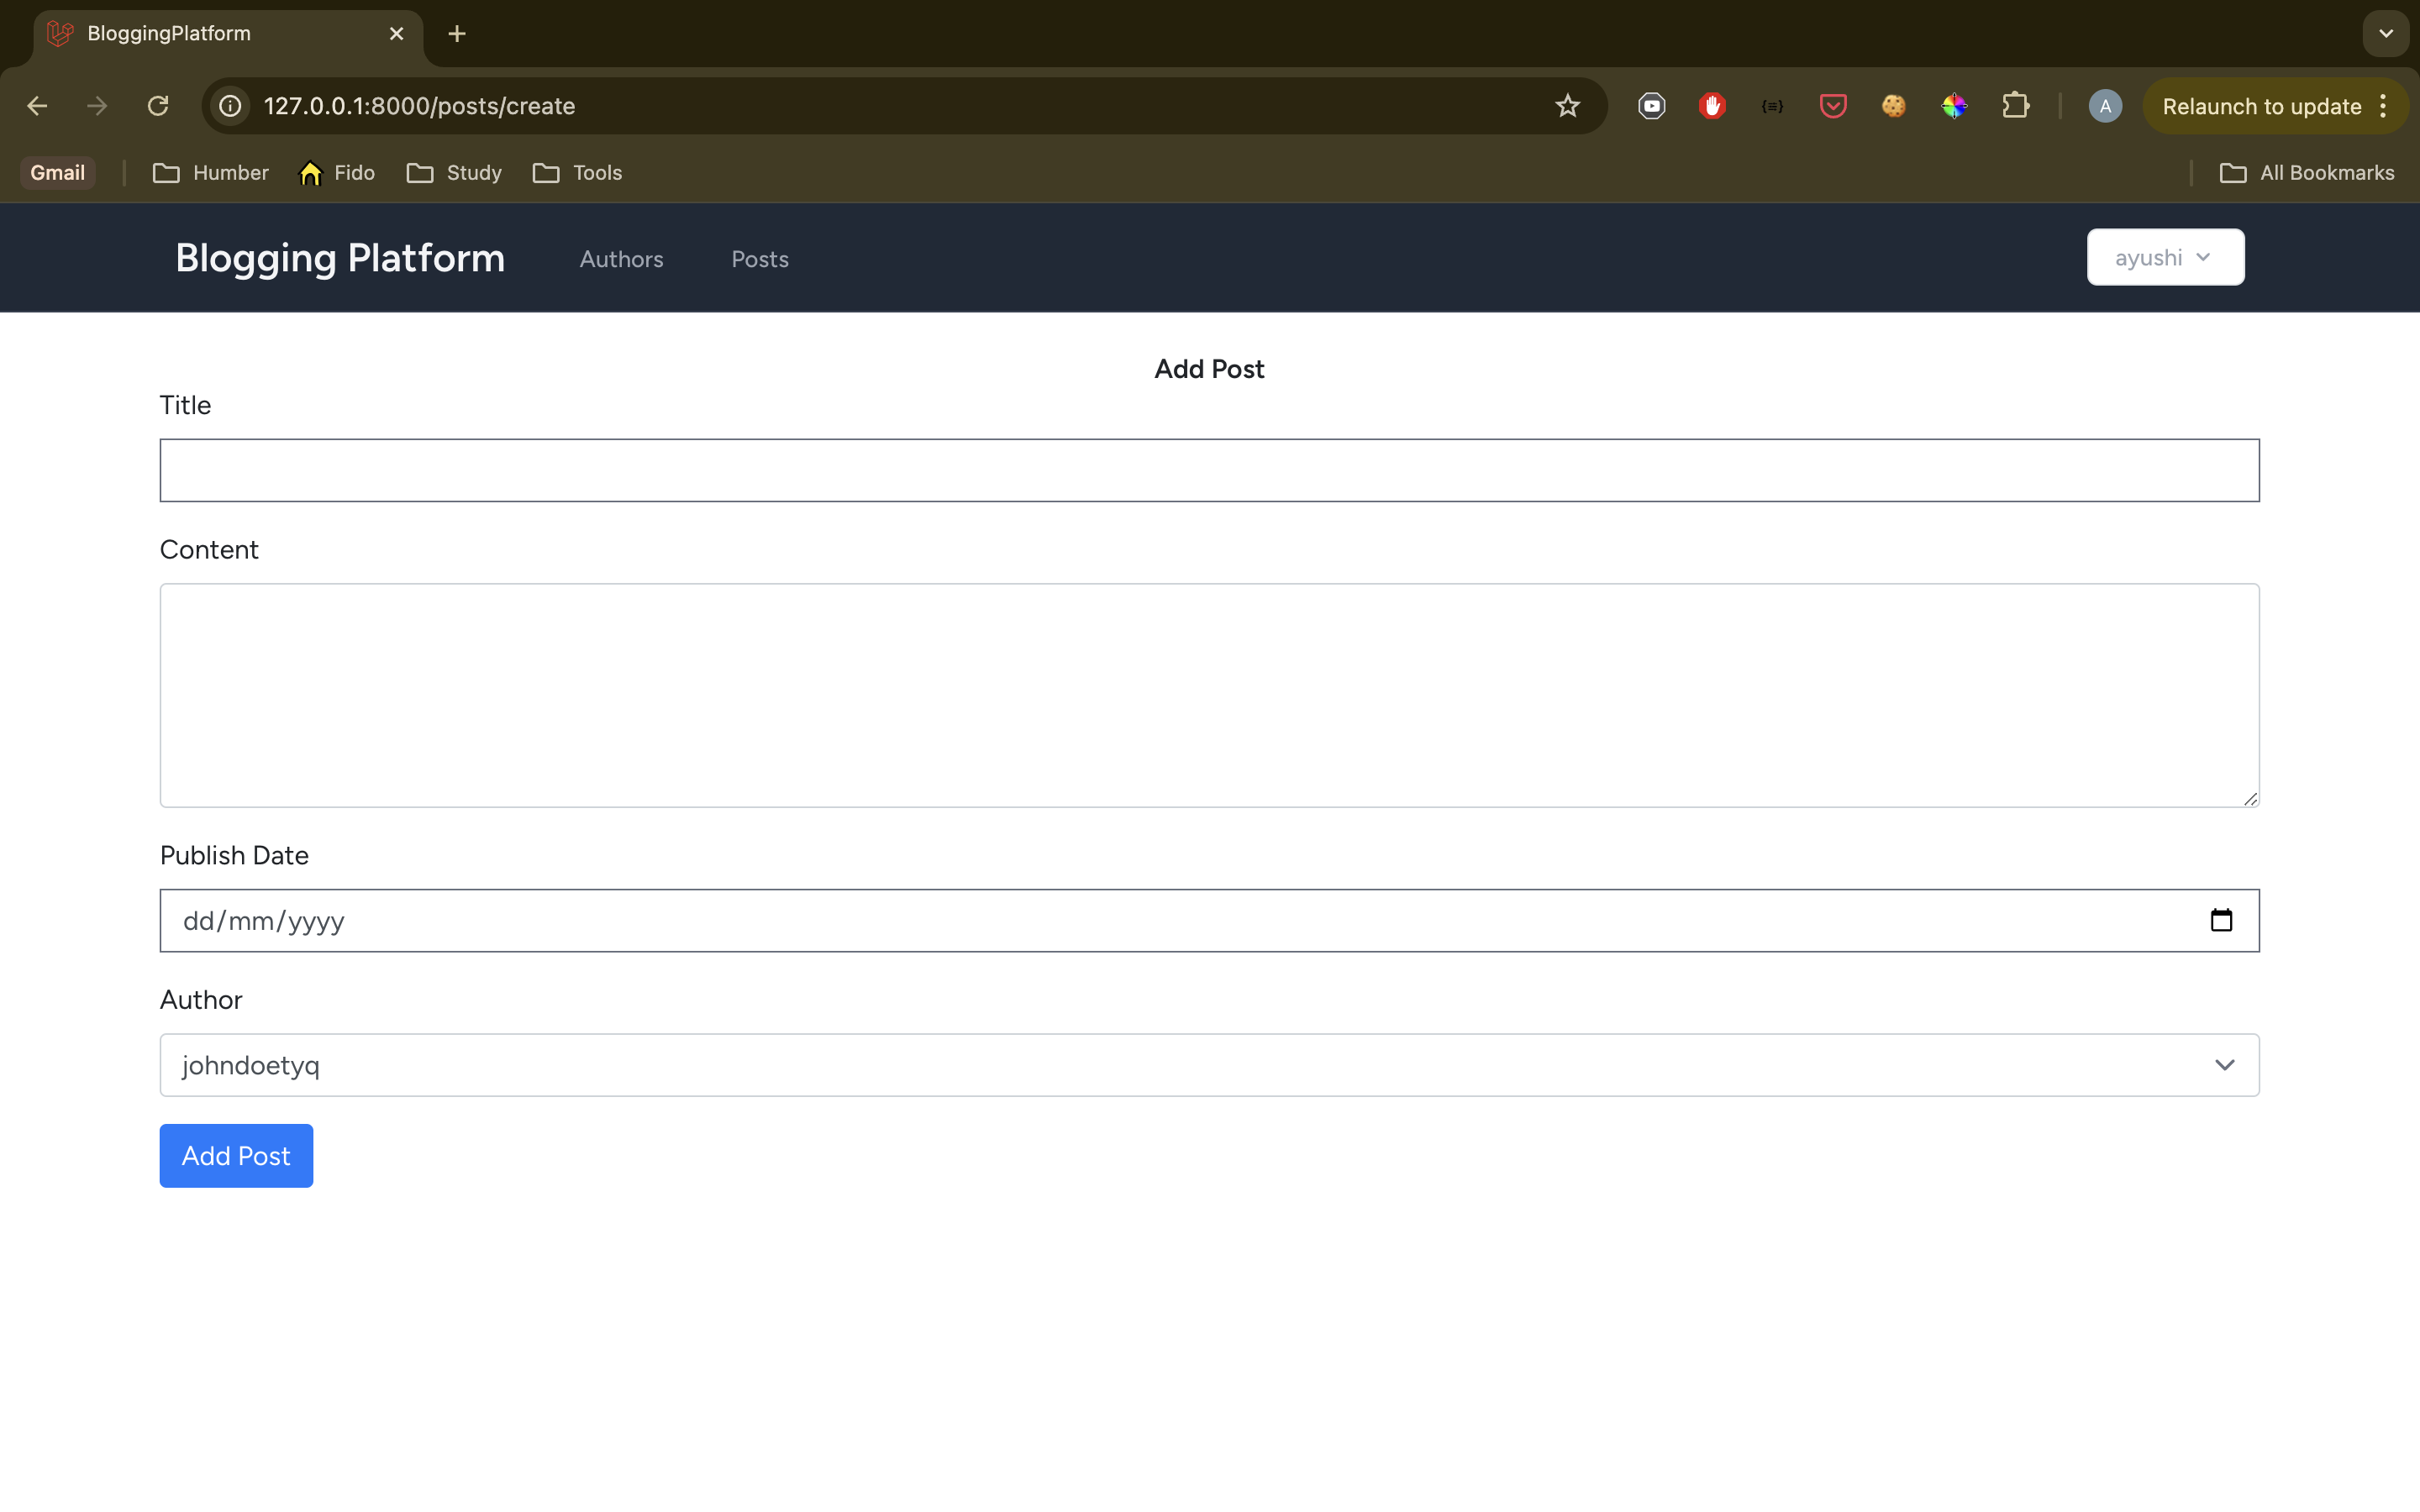 BloggingPlatform
127.0.0.1:8000/posts/create
A
Relaunch to update
Gmail
Humber
Fido
Study
Tools
All Bookmarks
Blogging Platform
Authors
Posts
ayushi
Add Post
Title
Content
Publish Date
dd/mm/yyyy
Author
johndoetyq
Add Post